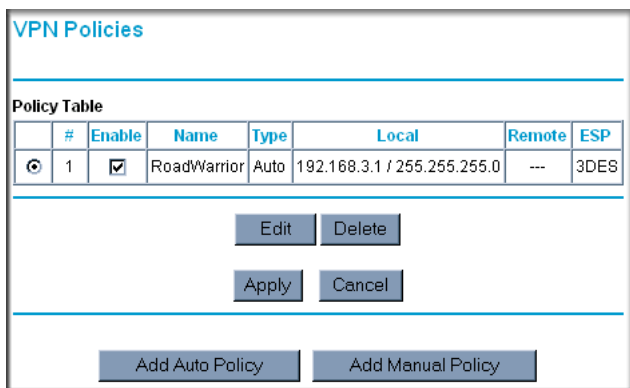 VPN Policies
Policy Table
# Enable Name Type Local Remote ESP
1 RoadWarrior Auto 192.168.3.1 / 255.255.255.0 --- 3DES
Edit Delete
Apply Cancel
Add Auto Policy Add Manual Policy